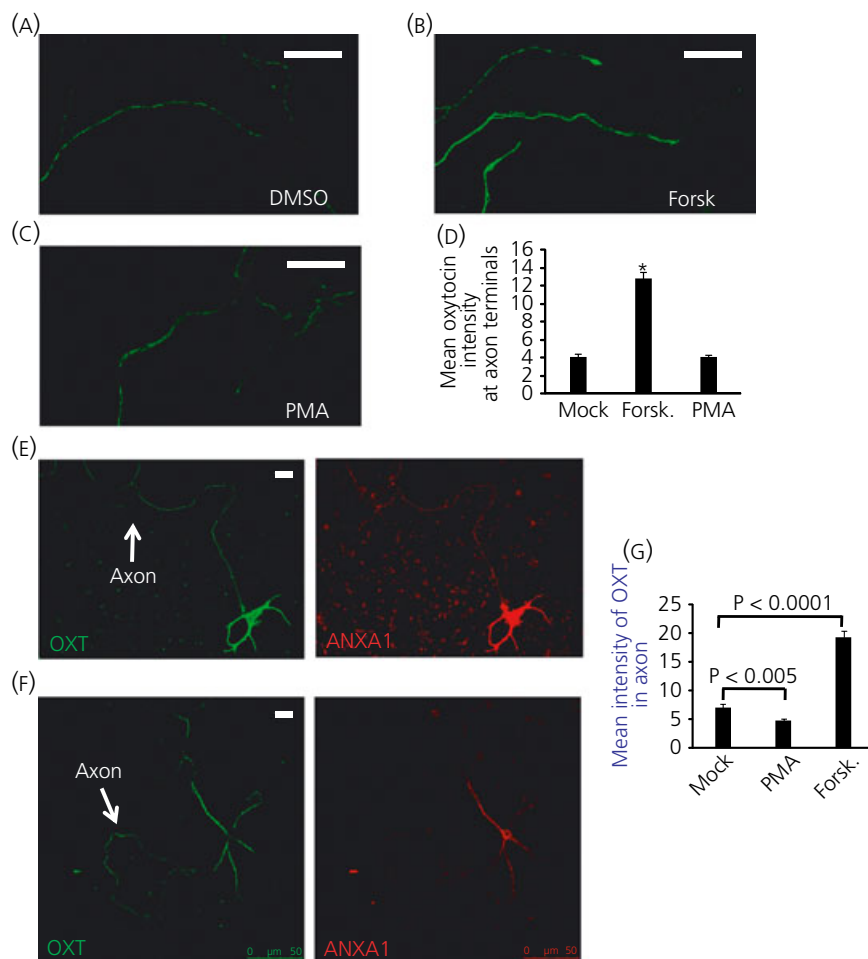 (A)
DMSO
(B)
Forsk
(C)
PMA
(D)
Mean oxytocin
intensity
at axon terminals
16
14
12
10
8
6
4
2
0
*
Mock Forsk. PMA
(E)
Axon
OXT
ANXA1
(F)
Axon
OXT
0 µm 50
ANXA1
0 µm 50
(G)
Mean intensity of OXT
in axon
25
20
15
10
5
0
P < 0.0001
P < 0.005
Mock
PMA
Forsk.